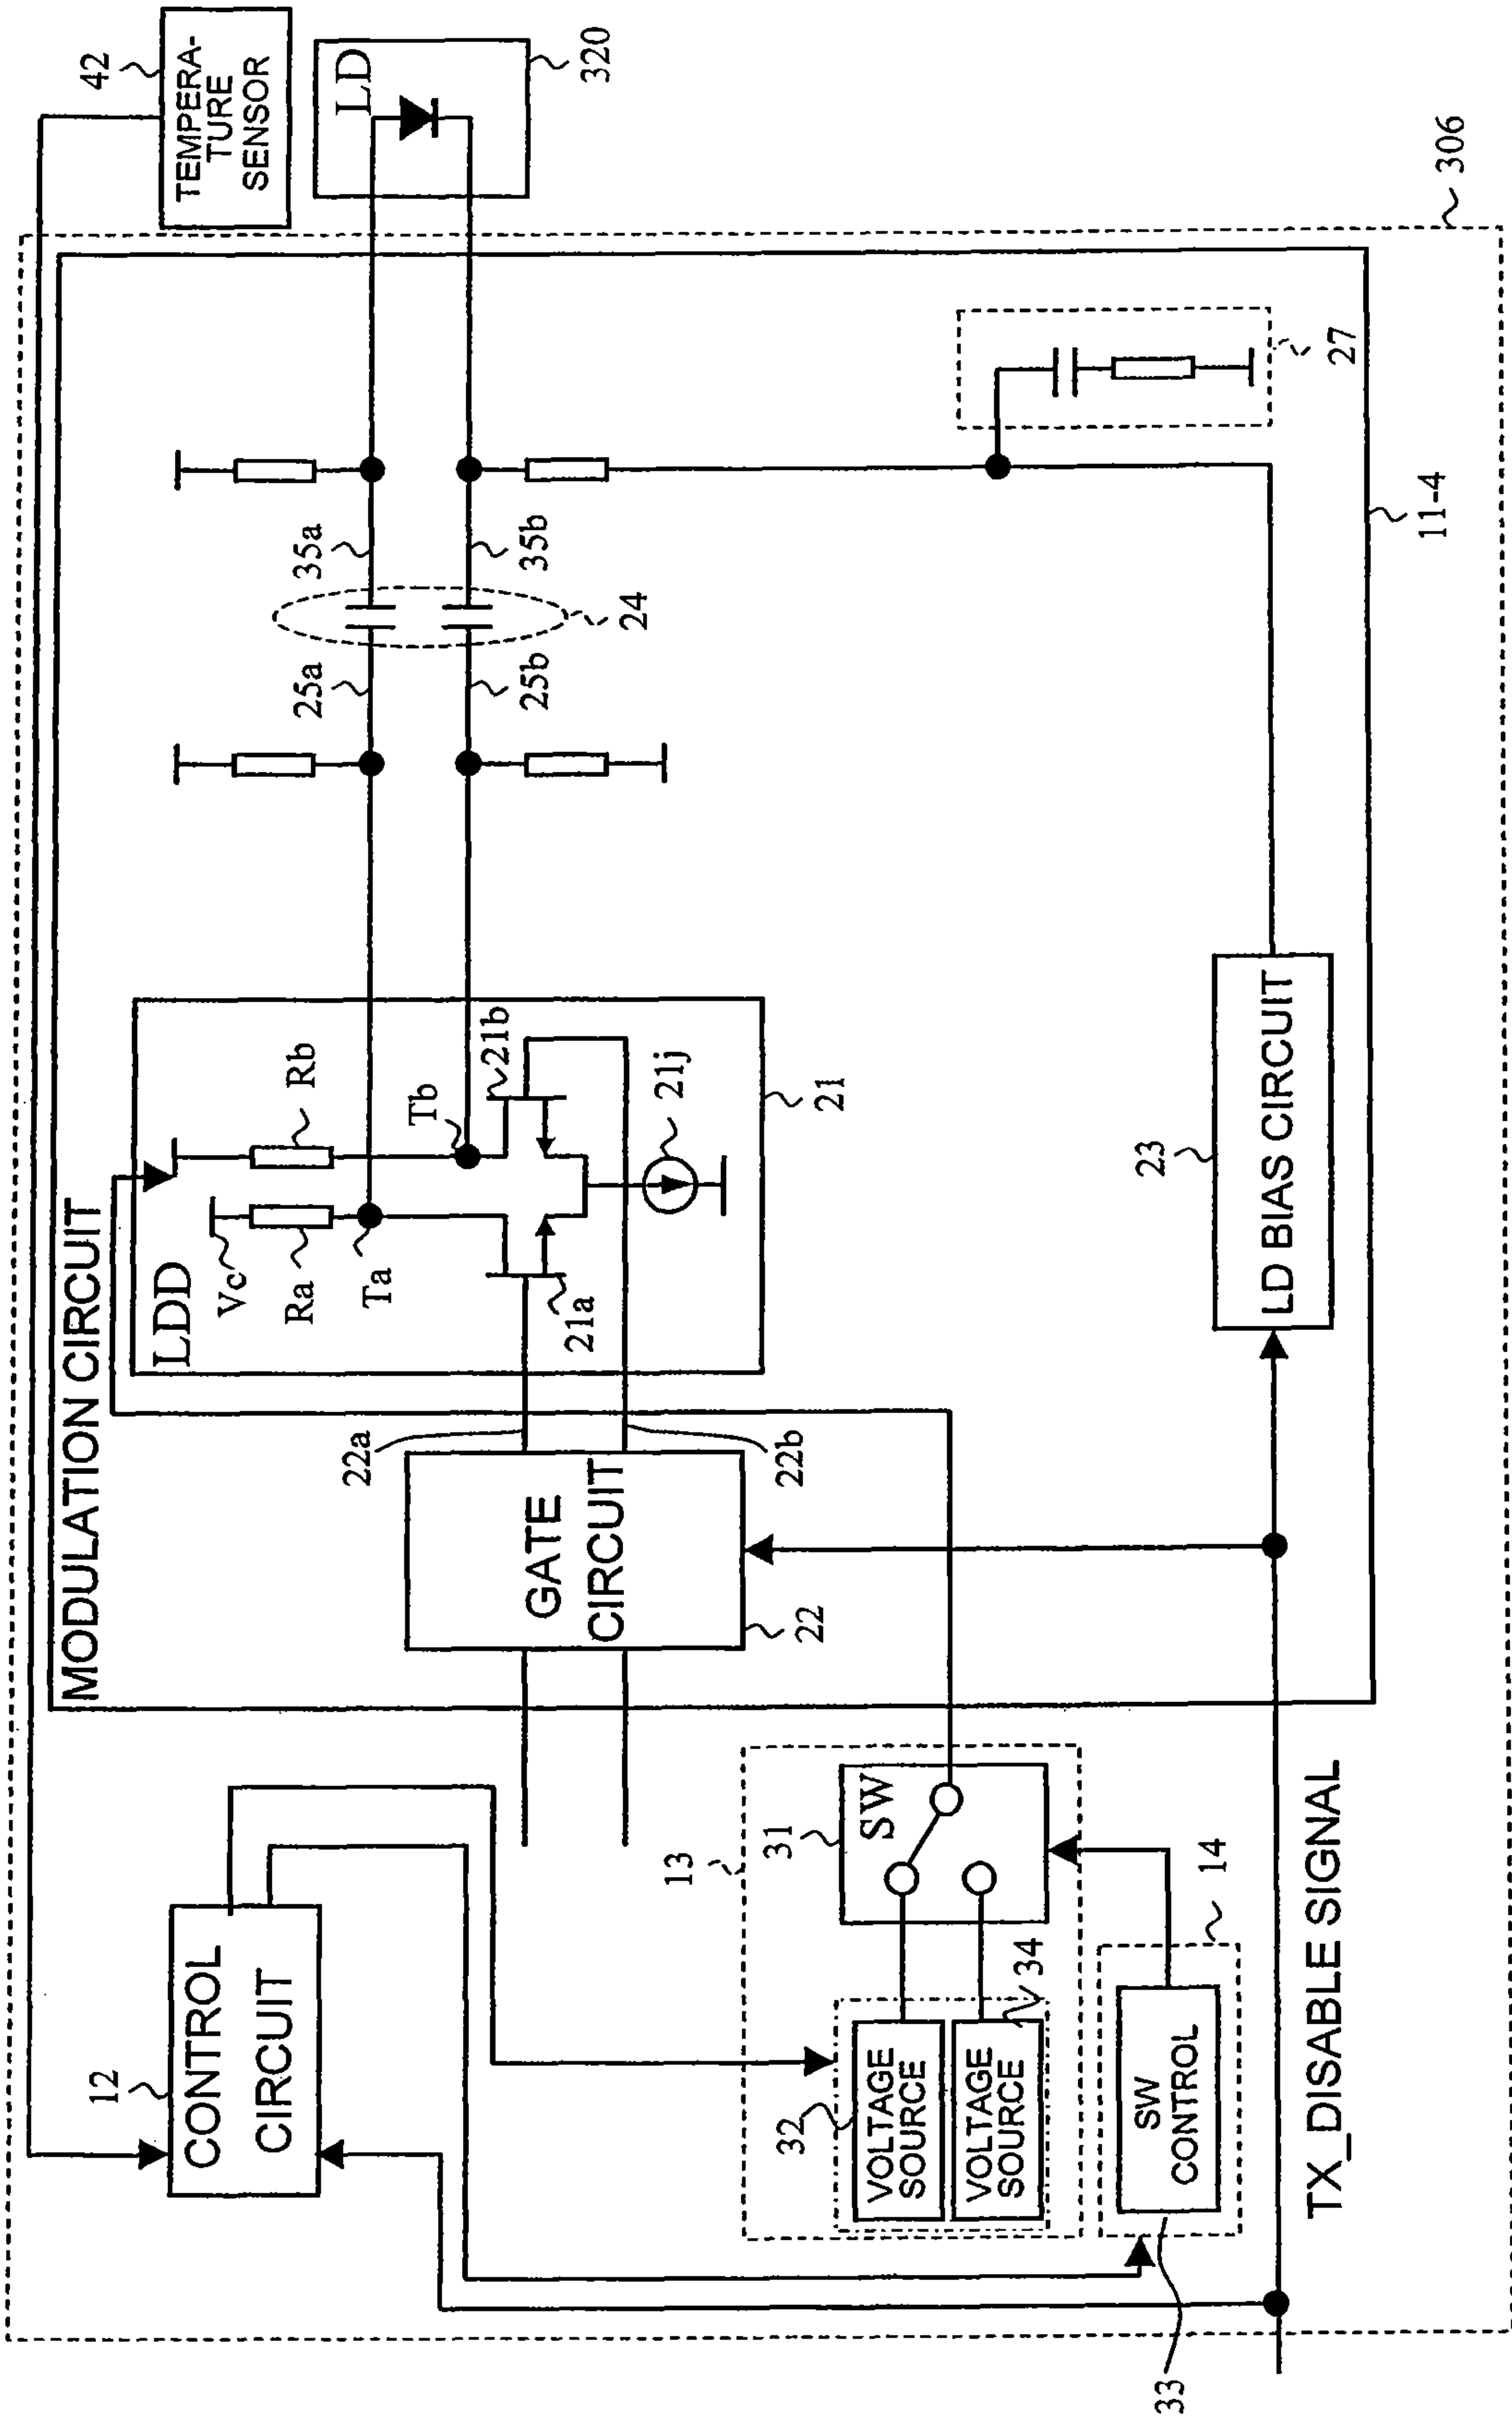 42
TEMPERA-
TURE
SENSOR
LD
320
306
MODULATION CIRCUIT
12
CONTROL
CIRCUIT
LDD
Vc
Ra
Rb
Ta
Tb
21a
21b
21j
21
25a
25b
24
35a
35b
27
11-4
22a
22b
GATE
CIRCUIT
22
23
LD BIAS CIRCUIT
13
31
SW
32
VOLTAGE
SOURCE
VOLTAGE
SOURCE
34
14
SW
CONTROL
33
TX_DISABLE SIGNAL